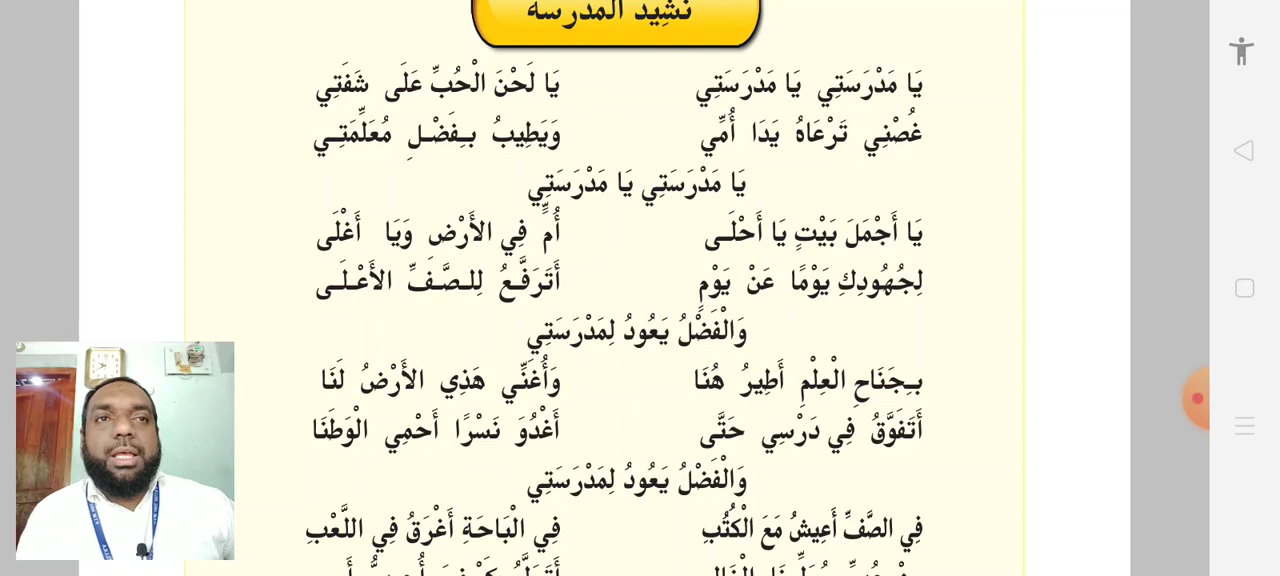 نَشِيد المدرسة
يَا مَدْرَسَتِي يَا مَدْرَسَتِي يَا لَحْنَ الْحُبِّ عَلَى شَفَتِي
غُصْنِي تَرْعَاهُ يَدَا أُمِّي وَيَطِيبُ بِفَضْلِ مُعَلِّمَتِي
يَا مَدْرَسَتِي يَا مَدْرَسَتِي
يَا أَجْمَلَ بَيْتٍ يَا أَحْلَى أُمٍّ فِي الأَرْضِ وَيَا أَغْلَى
لِجُهُودِكِ يَوْمًا عَنْ يَوْمٍ أَتَرَفَّعُ لِلصَّفِّ الأَعْلَى
وَالْفَضْلُ يَعُودُ لِمَدْرَسَتِي
بِجَنَاحِ الْعِلْمِ أَطِيرُ هُنَا وَأُغَنِّي هَذِي الأَرْضُ لَنَا
أَتَفَوَّقُ فِي دَرْسِي حَتَّى أَغْدُوَ نَسْرًا أَحْمِي الْوَطَنَا
وَالْفَضْلُ يَعُودُ لِمَدْرَسَتِي
فِي الصَّفِّ أَعِيشُ مَعَ الْكُتُبِ فِي الْبَاحَةِ أَغْرَقُ فِي اللَّعْبِ